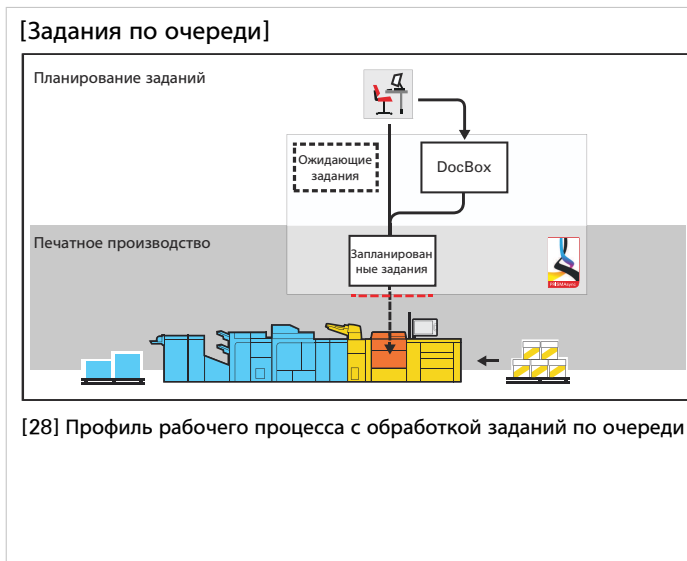 [Задания по очереди]
Планирование заданий
Ожидающие
задания
DocBox
Печатное производство
Запланирован
ные задания
PRISMAsync
[28] Профиль рабочего процесса с обработкой заданий по очереди